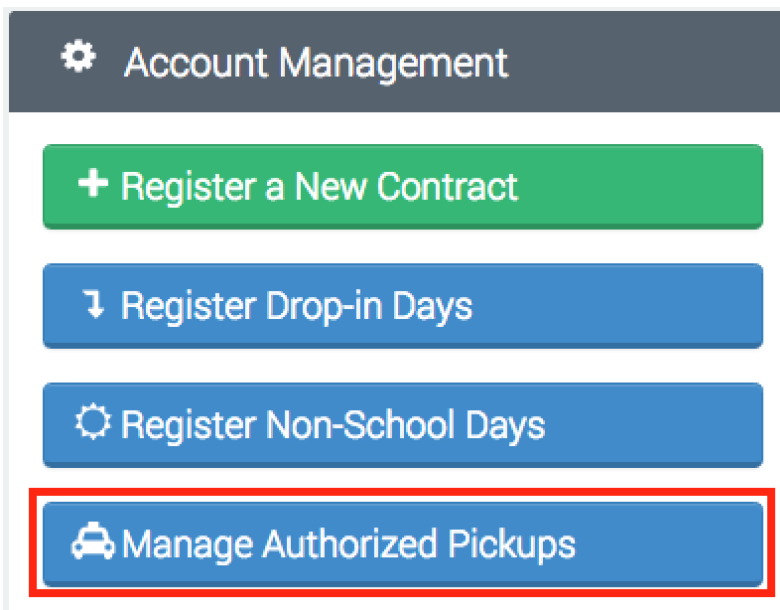 Account Management
Register a New Contract
Register Drop-in Days
Register Non-School Days
Manage Authorized Pickups